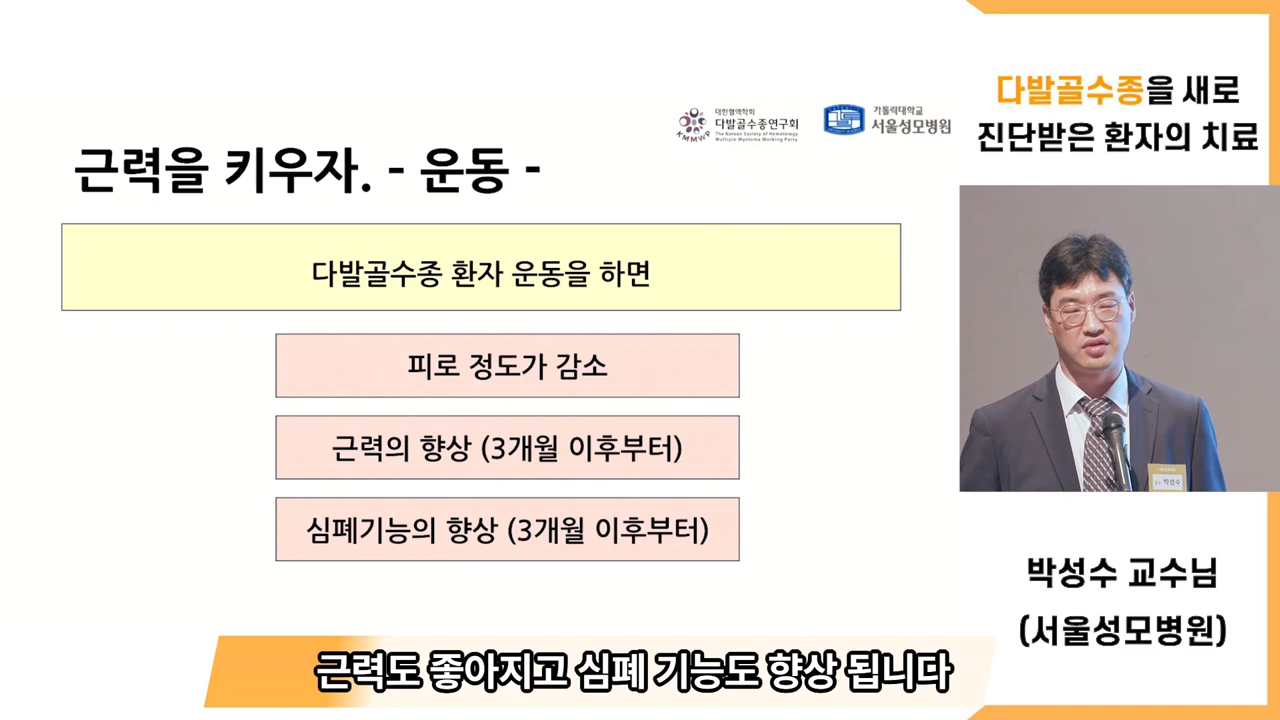 다발골수종을 새로
진단받은 환자의 치료
대한혈액학회
다발골수종연구회
The Korean Society of Hematology
Multiple Myeloma Working Party
KMMWP
가톨릭대학교
서울성모병원
근력을 키우자. - 운동 -
다발골수종 환자 운동을 하면
피로 정도가 감소
근력의 향상 (3개월 이후부터)
심폐기능의 향상 (3개월 이후부터)
박성수
박성수 교수님
(서울성모병원)
근력도 좋아지고 심폐 기능도 향상 됩니다